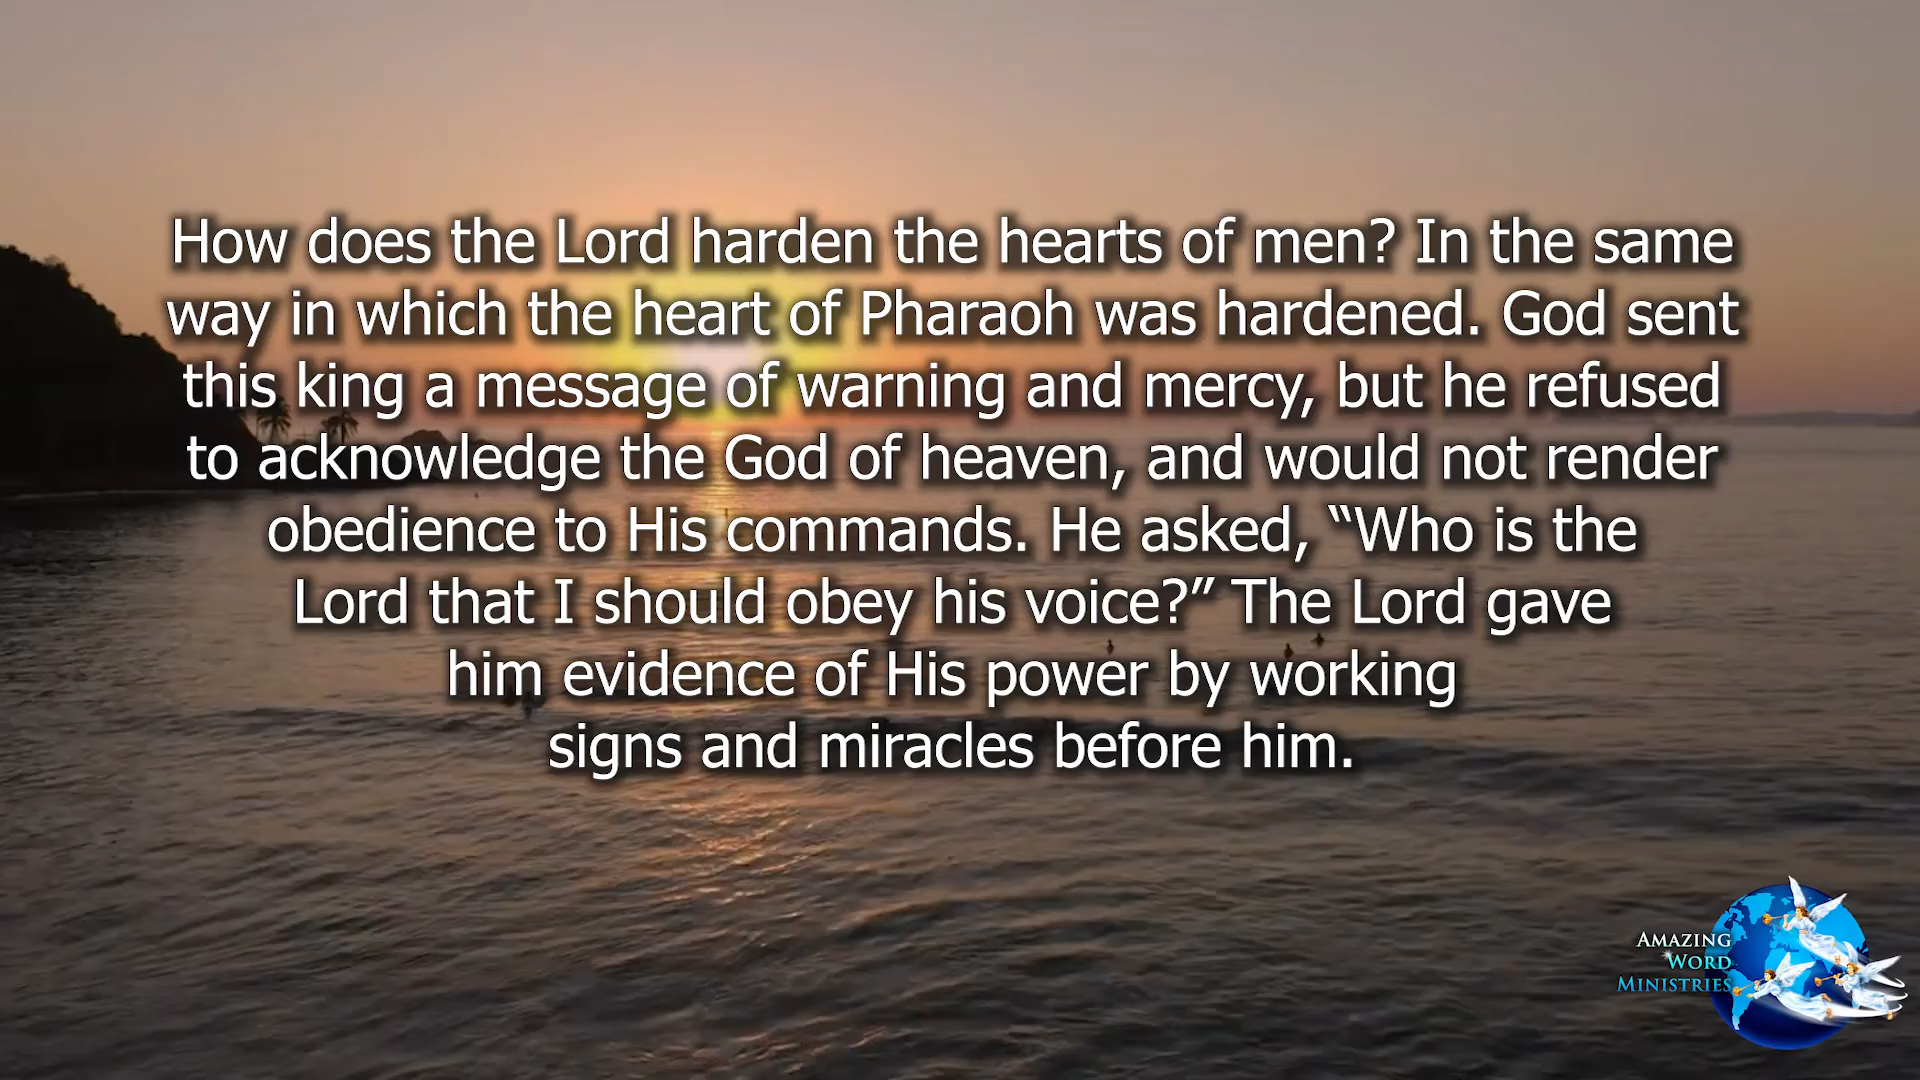 How does the Lord harden the hearts of men? In the same
way in which the heart of Pharaoh was hardened. God sent
this king a message of warning and mercy, but he refused
to acknowledge the God of heaven, and would not render
obedience to His commands. He asked, “Who is the
Lord that I should obey his voice?” The Lord gave
him evidence of His power by working
signs and miracles before him.
AMAZING
WORD
MINISTRIES